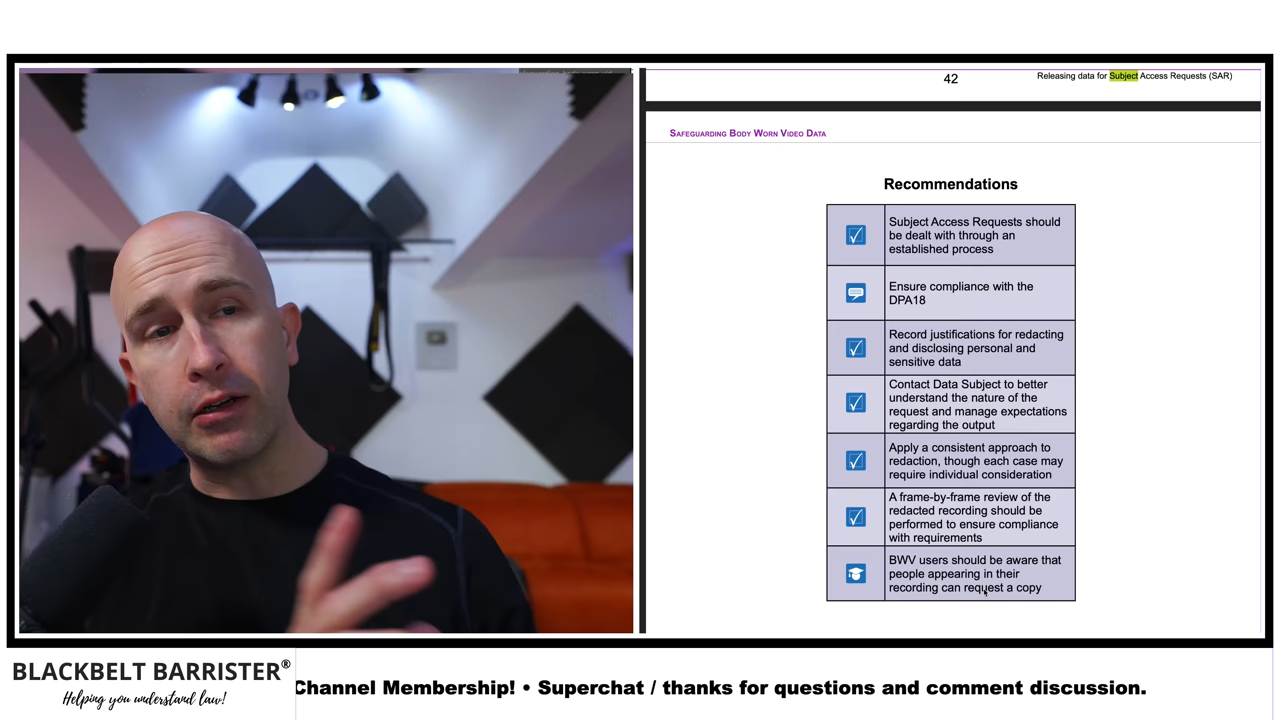 42
Releasing data for Subject Access Requests (SAR)
Safeguarding Body Worn Video Data
Recommendations
Subject Access Requests should
be dealt with through an
established process
Ensure compliance with the
DPA18
Record justifications for redacting
and disclosing personal and
sensitive data
Contact Data Subject to better
understand the nature of the
request and manage expectations
regarding the output
Apply a consistent approach to
redaction, though each case may
require individual consideration
A frame-by-frame review of the
redacted recording should be
performed to ensure compliance
with requirements
BWV users should be aware that
people appearing in their
recording can request a copy
BLACKBELT BARRISTER®
Helping you understand law!
Channel Membership! • Superchat / thanks for questions and comment discussion.